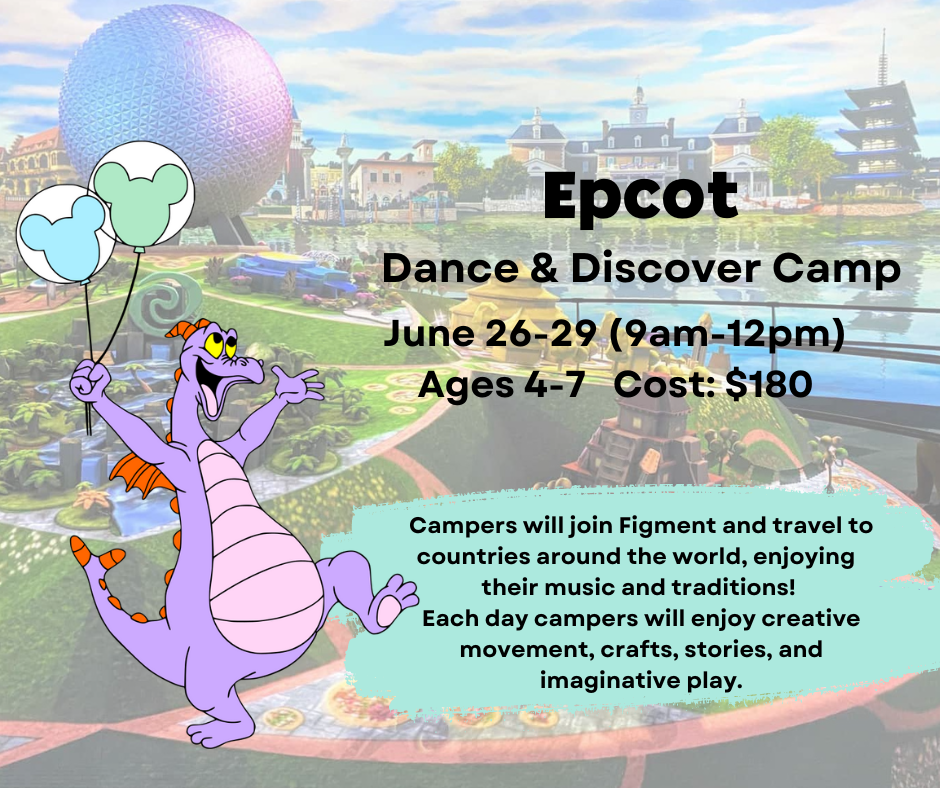 Epcot
Dance & Discover Camp
June 26-29 (9am-12pm)
Ages 4-7 Cost: $180
Campers will join Figment and travel to
countries around the world, enjoying
their music and traditions!
Each day campers will enjoy creative
movement, crafts, stories, and
imaginative play.